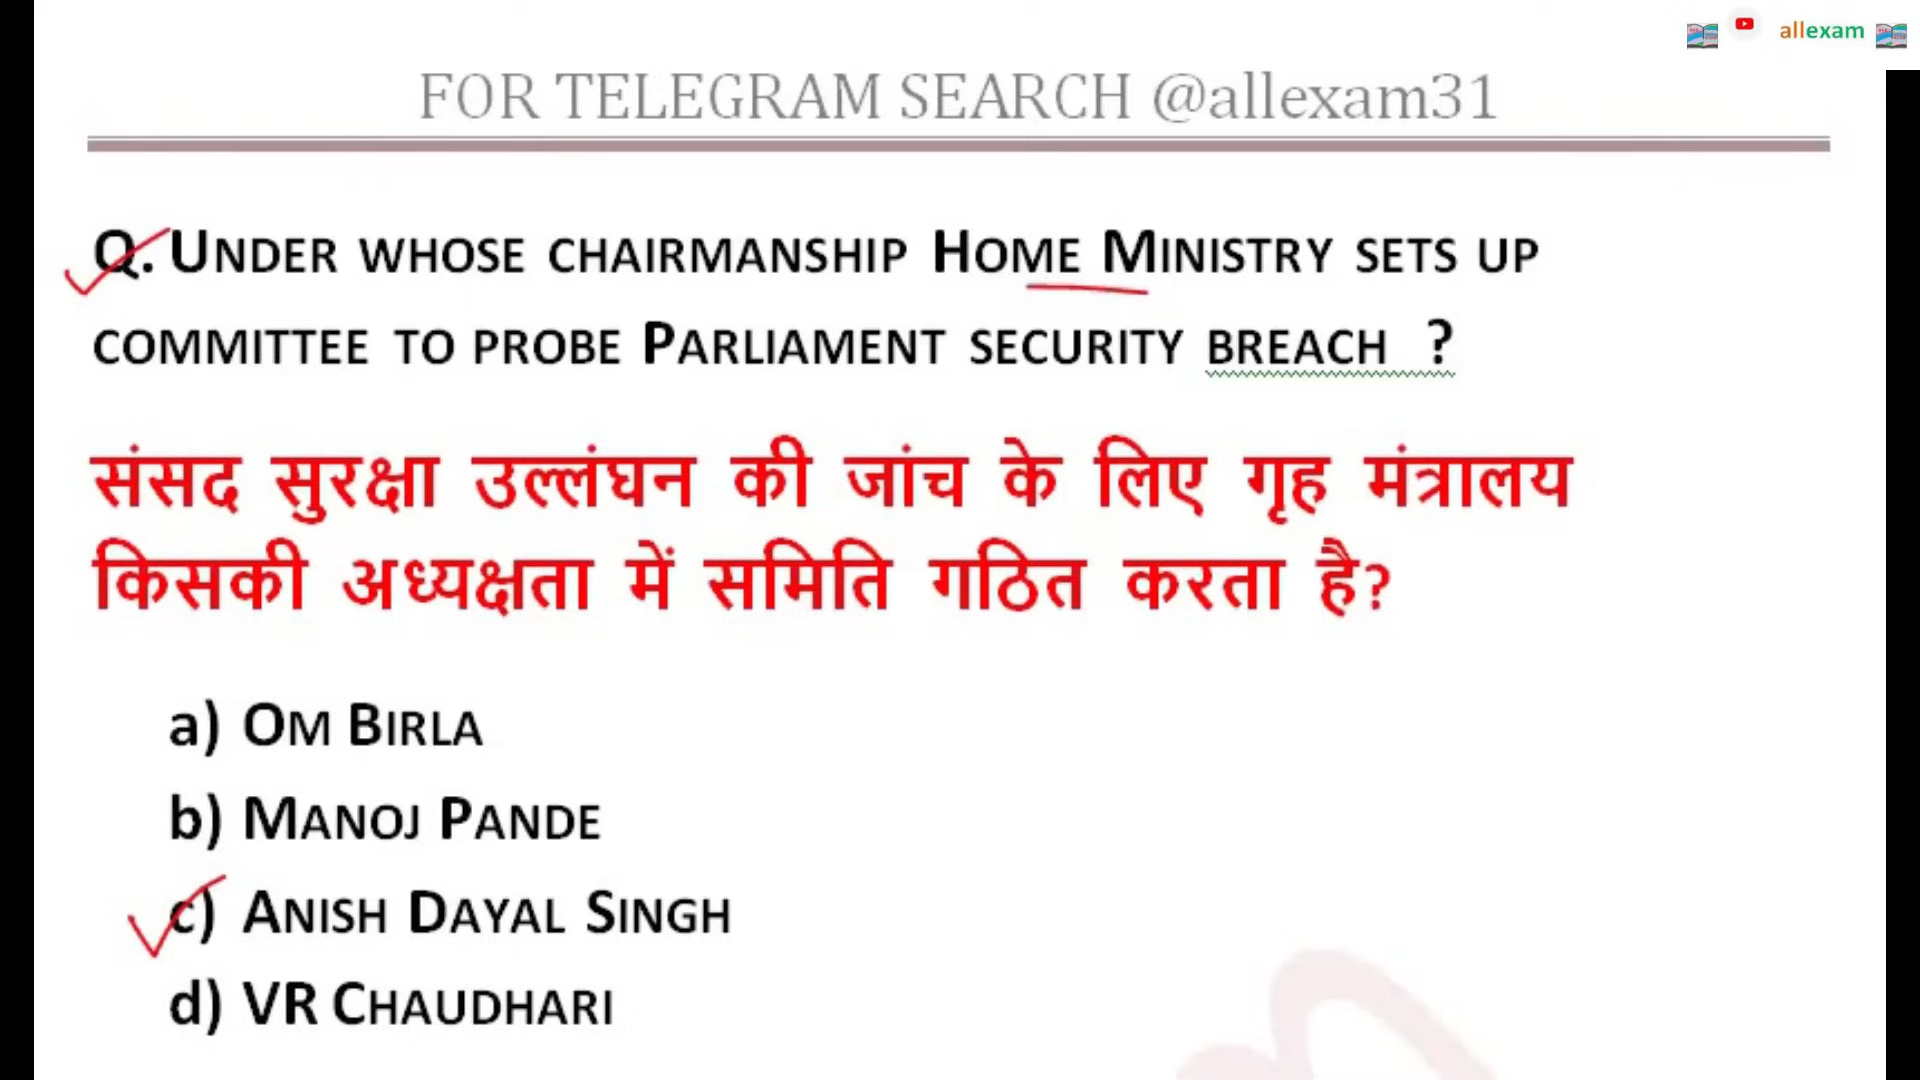 allexam
FOR TELEGRAM SEARCH @allexam31
Q. UNDER WHOSE CHAIRMANSHIP HOME MINISTRY SETS UP
COMMITTEE TO PROBE PARLIAMENT SECURITY BREACH ?
संसद सुरक्षा उल्लंघन की जांच के लिए गृह मंत्रालय
किसकी अध्यक्षता में समिति गठित करता है?
a) OM BIRLA
b) MANOJ PANDE
c) ANISH DAYAL SINGH
d) VR CHAUDHARI